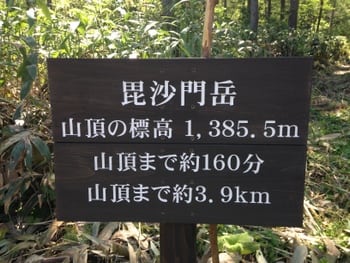 毘沙門岳
山頂の標高 1,385.5m
山頂まで約160分
山頂まで約3.9km